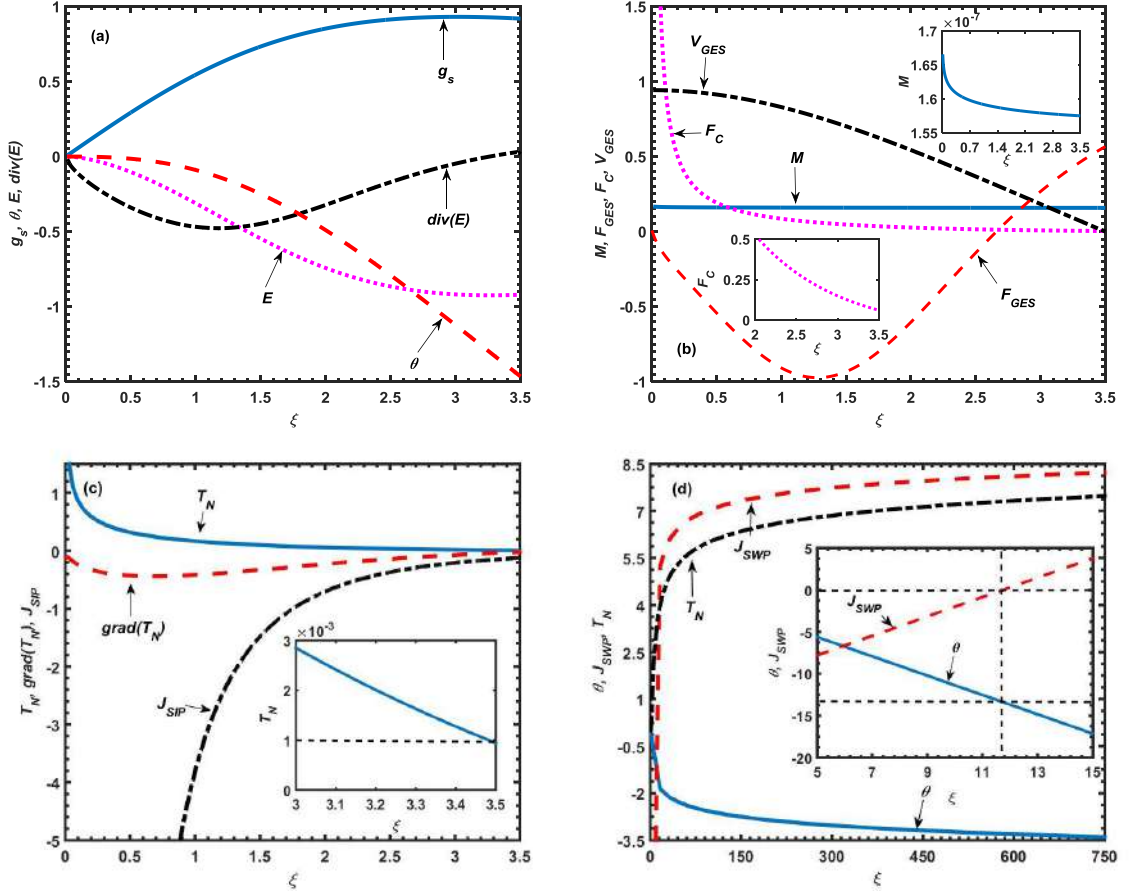 (a)
g_s
div(E)
E
θ
g_s, θ, E, div(E)
1
0.5
0
-0.5
-1
-1.5
0 0.5 1 1.5 2 2.5 3 3.5
ξ
(b)
V_GES
F_C
M
F_GES
M, F_GES, F_C, V_GES
1.5
1
0.5
0
-0.5
-1
0 0.5 1 1.5 2 2.5 3 3.5
ξ
×10^-7
1.7
1.65
1.6
1.55
M
0 0.7 1.4 2.1 2.8 3.5
ξ
0.5
0.25
0
F_C
2 2.5 3 3.5
ξ
(c)
T_N
grad(T_N)
J_SIP
T_N, grad(T_N), J_SIP
1
0
-1
-2
-3
-4
-5
0 0.5 1 1.5 2 2.5 3 3.5
ξ
×10^-3
3
2
1
0
T_N
3 3.1 3.2 3.3 3.4 3.5
ξ
(d)
J_SWP
T_N
θ
θ, J_SWP, T_N
8.5
7
5.5
4
2.5
1
-0.5
-2
-3.5
0 150 300 450 600 750
ξ
J_SWP
θ
θ, J_SWP
5
0
-5
-10
-15
-20
5 7 9 11 13 15
ξ